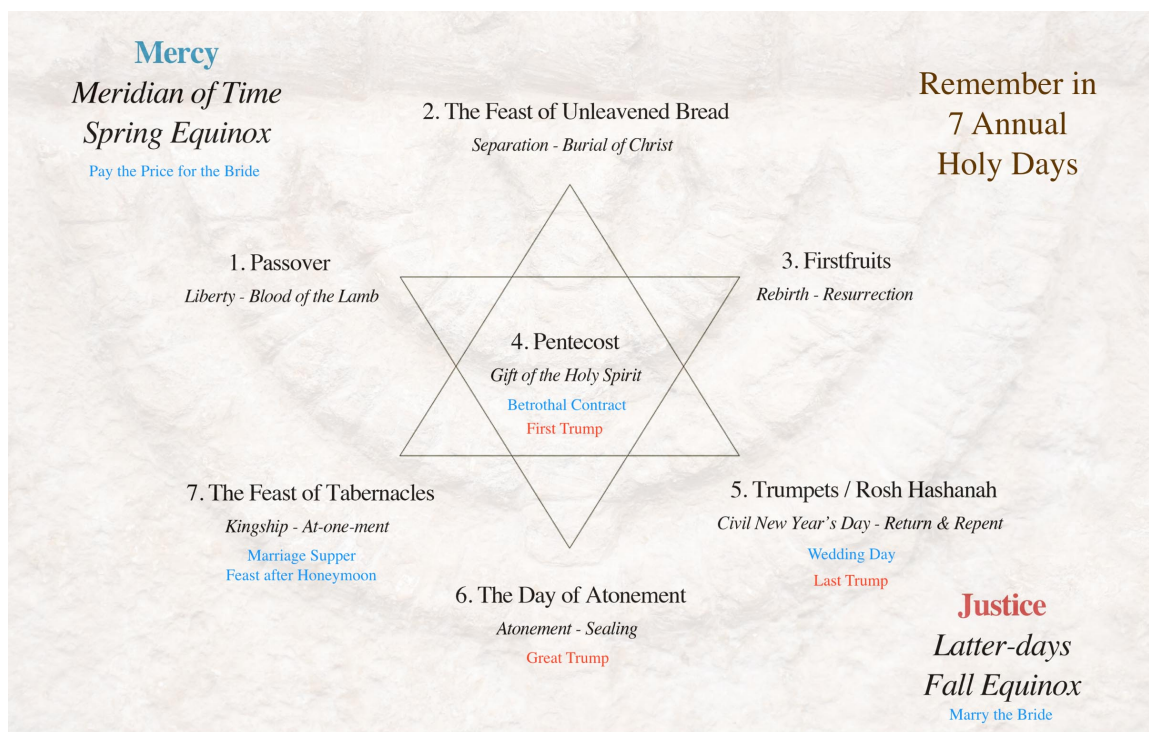 Mercy
Meridian of Time
Spring Equinox
Pay the Price for the Bride
Remember in
7 Annual
Holy Days
2. The Feast of Unleavened Bread
Separation - Burial of Christ
1. Passover
Liberty - Blood of the Lamb
3. Firstfruits
Rebirth - Resurrection
4. Pentecost
Gift of the Holy Spirit
Betrothal Contract
First Trump
7. The Feast of Tabernacles
Kingship - At-one-ment
Marriage Supper
Feast after Honeymoon
5. Trumpets / Rosh Hashanah
Civil New Year’s Day - Return & Repent
Wedding Day
Last Trump
6. The Day of Atonement
Atonement - Sealing
Great Trump
Justice
Latter-days
Fall Equinox
Marry the Bride